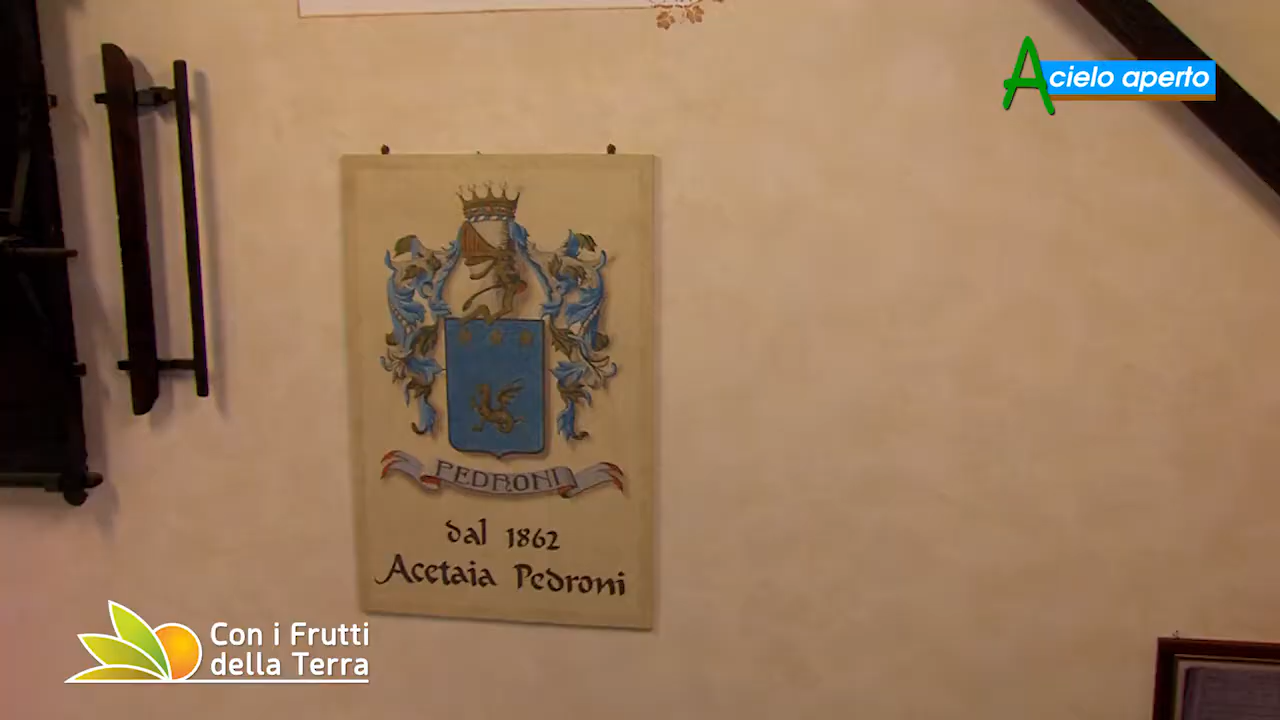 A cielo aperto
PEDRONI
dal 1862
Acetaia Pedroni
Con i Frutti
della Terra